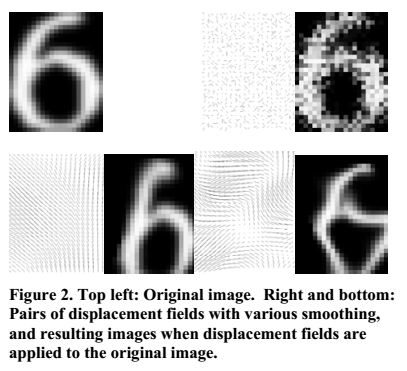 Figure 2. Top left: Original image. Right and bottom:
Pairs of displacement fields with various smoothing,
and resulting images when displacement fields are
applied to the original image.